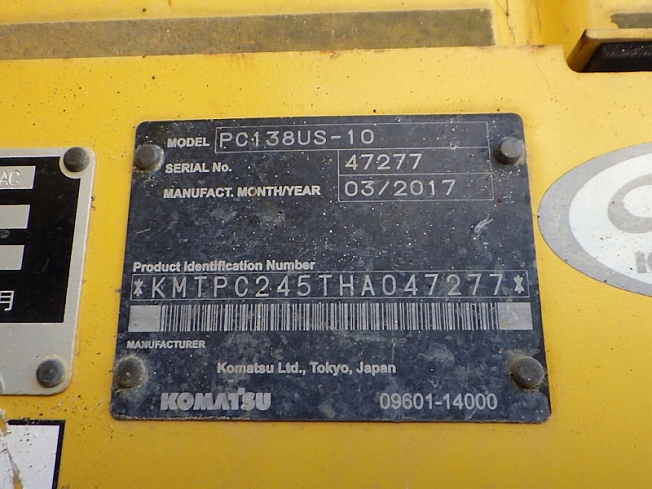 MODEL PC138US-10
SERIAL No. 47277
MANUFACT. MONTH/YEAR 03/2017
Product Identification Number
*KMTPC245THA047277*
MANUFACTURER
Komatsu Ltd., Tokyo, Japan
KOMATSU 09601-14000
AC
月